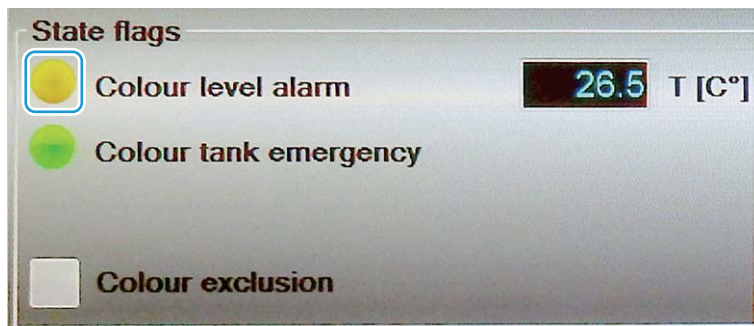 State flags
Colour level alarm 26.5 T [C°]
Colour tank emergency
Colour exclusion